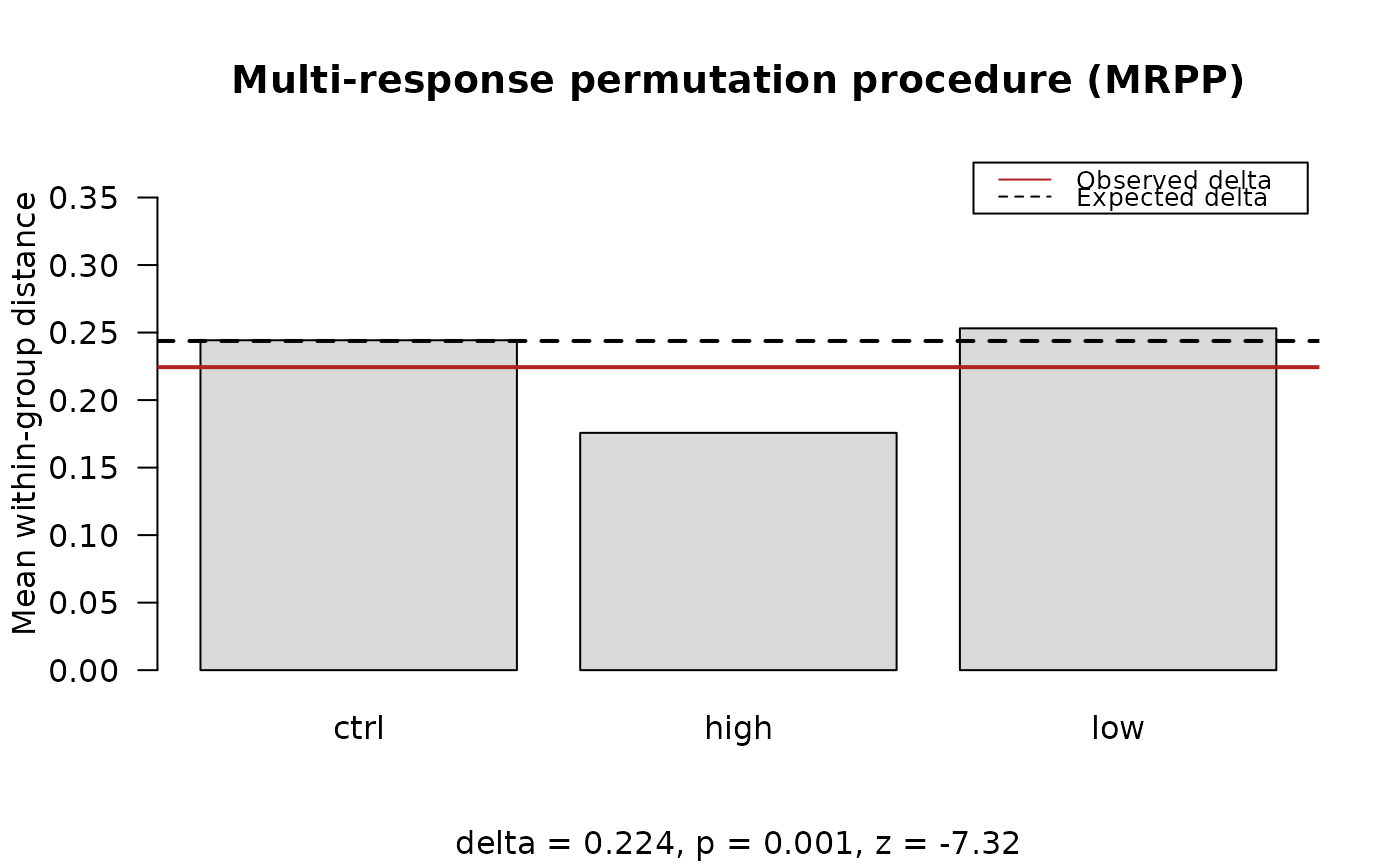 Multi-response permutation procedure (MRPP)
Observed delta
Expected delta
Mean within-group distance
0.35
0.30
0.25
0.20
0.15
0.10
0.05
0.00
ctrl high low
delta = 0.224, p = 0.001, z = -7.32